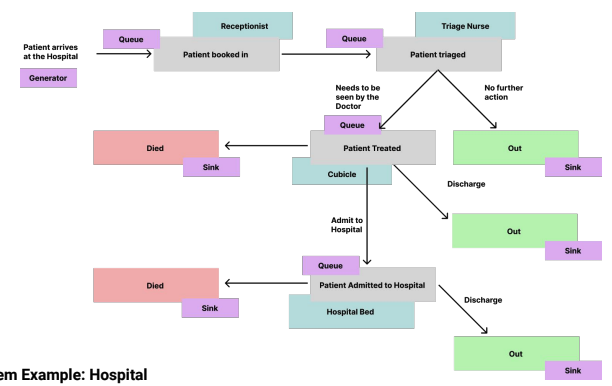 Receptionist
Triage Nurse
Queue
Queue
Patient arrives
at the Hospital
Patient booked in
Patient triaged
Generator
Needs to be
seen by the
Doctor
No further
action
Queue
Died
Patient Treated
Out
Sink
Cubicle
Sink
Discharge
Admit to
Hospital
Out
Sink
Queue
Died
Patient Admitted to Hospital
Discharge
Sink
Hospital Bed
Out
Sink
em Example: Hospital